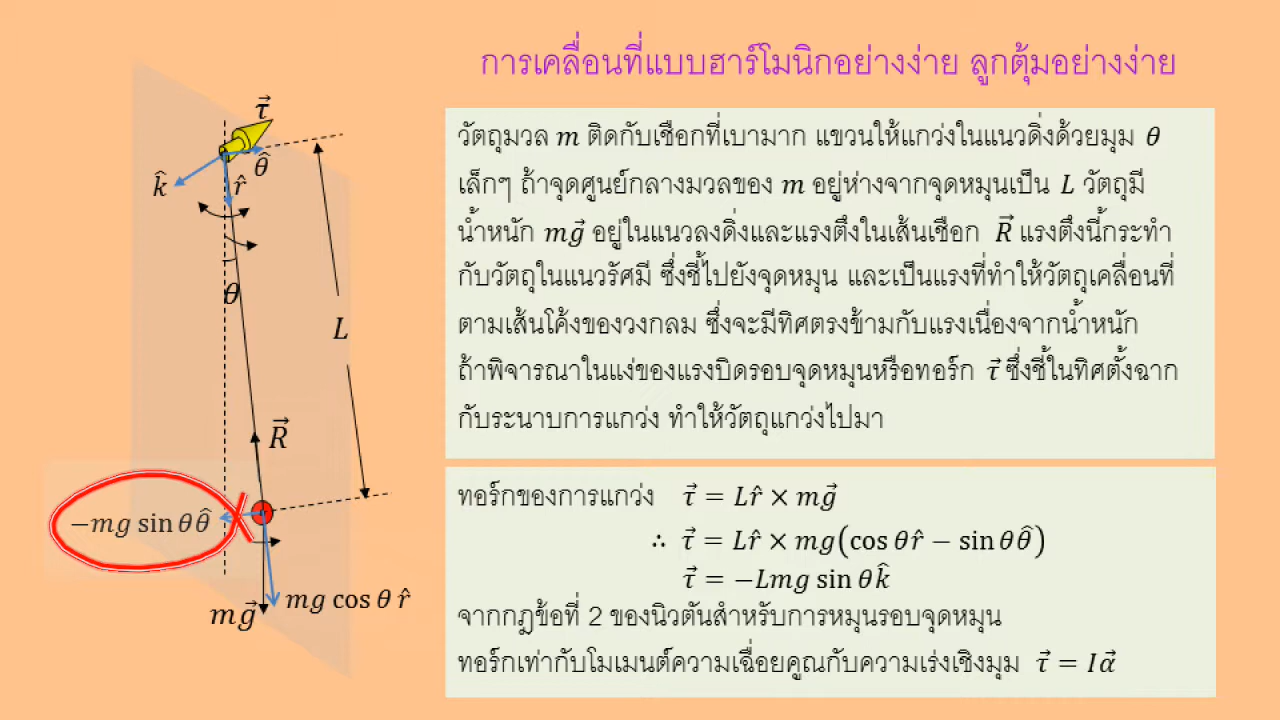 การเคลื่อนที่แบบฮาร์โมนิกอย่างง่าย ลูกตุ้มอย่างง่าย
วัตถุมวล m ติดกับเชือกที่เบามาก แขวนให้แกว่งในแนวดิ่งด้วยมุม θ
เล็กๆ ถ้าจุดศูนย์กลางมวลของ m อยู่ห่างจากจุดหมุนเป็น L วัตถุมี
น้ำหนัก mg⃗ อยู่ในแนวลงดิ่งและแรงตึงในเส้นเชือก R⃗ แรงตึงนี้กระทำ
กับวัตถุในแนวรัศมี ซึ่งชี้ไปยังจุดหมุน และเป็นแรงที่ทำให้วัตถุเคลื่อนที่
ตามเส้นโค้งของวงกลม ซึ่งจะมีทิศตรงข้ามกับแรงเนื่องจากน้ำหนัก
ถ้าพิจารณาในแง่ของแรงบิดรอบจุดหมุนหรือทอร์ก τ⃗ ซึ่งชี้ในทิศตั้งฉาก
กับระนาบการแกว่ง ทำให้วัตถุแกว่งไปมา
ทอร์กของการแกว่ง τ⃗ = Lr̂ × mg⃗
∴ τ⃗ = Lr̂ × mg(cos θr̂ − sin θθ̂)
τ⃗ = −Lmg sin θk̂
จากกฎข้อที่ 2 ของนิวตันสำหรับการหมุนรอบจุดหมุน
ทอร์กเท่ากับโมเมนต์ความเฉื่อยคูณกับความเร่งเชิงมุม τ⃗ = Iα⃗
τ⃗
θ̂
k̂
r̂
θ
L
R⃗
−mg sin θθ̂
mg cos θ r̂
mg⃗